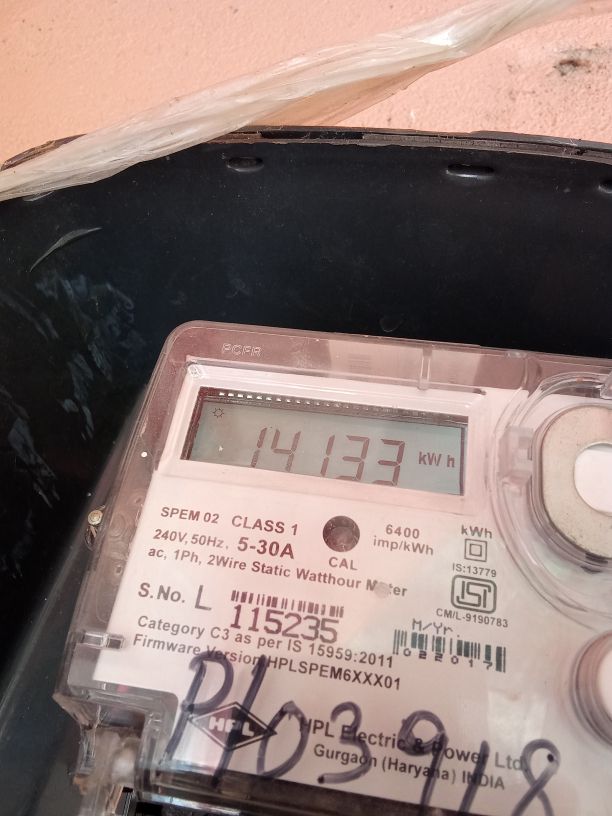 PCPR
14133 kW h
SPEM 02 CLASS 1
240V, 50Hz, 5-30A
ac, 1Ph, 2Wire Static Watthour Meter
CAL
6400
imp/kWh
kWh
IS:13779
CM/L-9190783
S.No. L 115235
M/Yr.
022017
Category C3 as per IS 15959:2011
Firmware Version HPLSPEM6XXX01
HPL
HPL Electric & Power Ltd.
Gurgaon (Haryana) INDIA